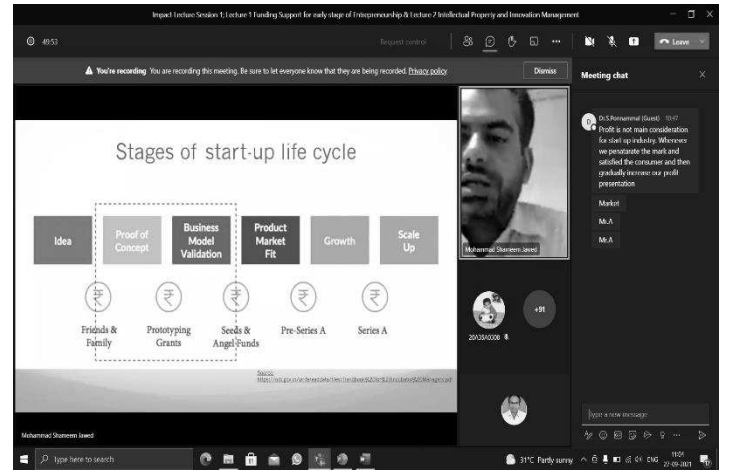 Impact Lecture Session 1; Lecture 1 Funding Support for early stage of Entrepreneurship & Lecture 2 Intellectual Property and Innovation Management
49:53
Request control
Leave
You're recording You are recording this meeting. Be sure to let everyone know that they are being recorded. Privacy policy
Dismiss
Meeting chat
Dr.S.Ponnammal (Guest) 10:47
Profit is not main consideration
for start up industry. Whenever
we penatarate the mark and
satisfied the consumer and then
gradually increase our profit
presentation
Market
Mr.A
Mr.A
Stages of start-up life cycle
Idea
Proof of
Concept
Business
Model
Validation
Product
Market
Fit
Growth
Scale
Up
₹ ₹ ₹ ₹ ₹
Friends &
Family
Prototyping
Grants
Seeds &
Angel Funds
Pre-Series A
Series A
Source:
Mohammad Shameem Jawed
+91
Mohammad Shameem Jawed
Type a new message
Type here to search
31°C Partly sunny
ENG
11:01
27-09-2021